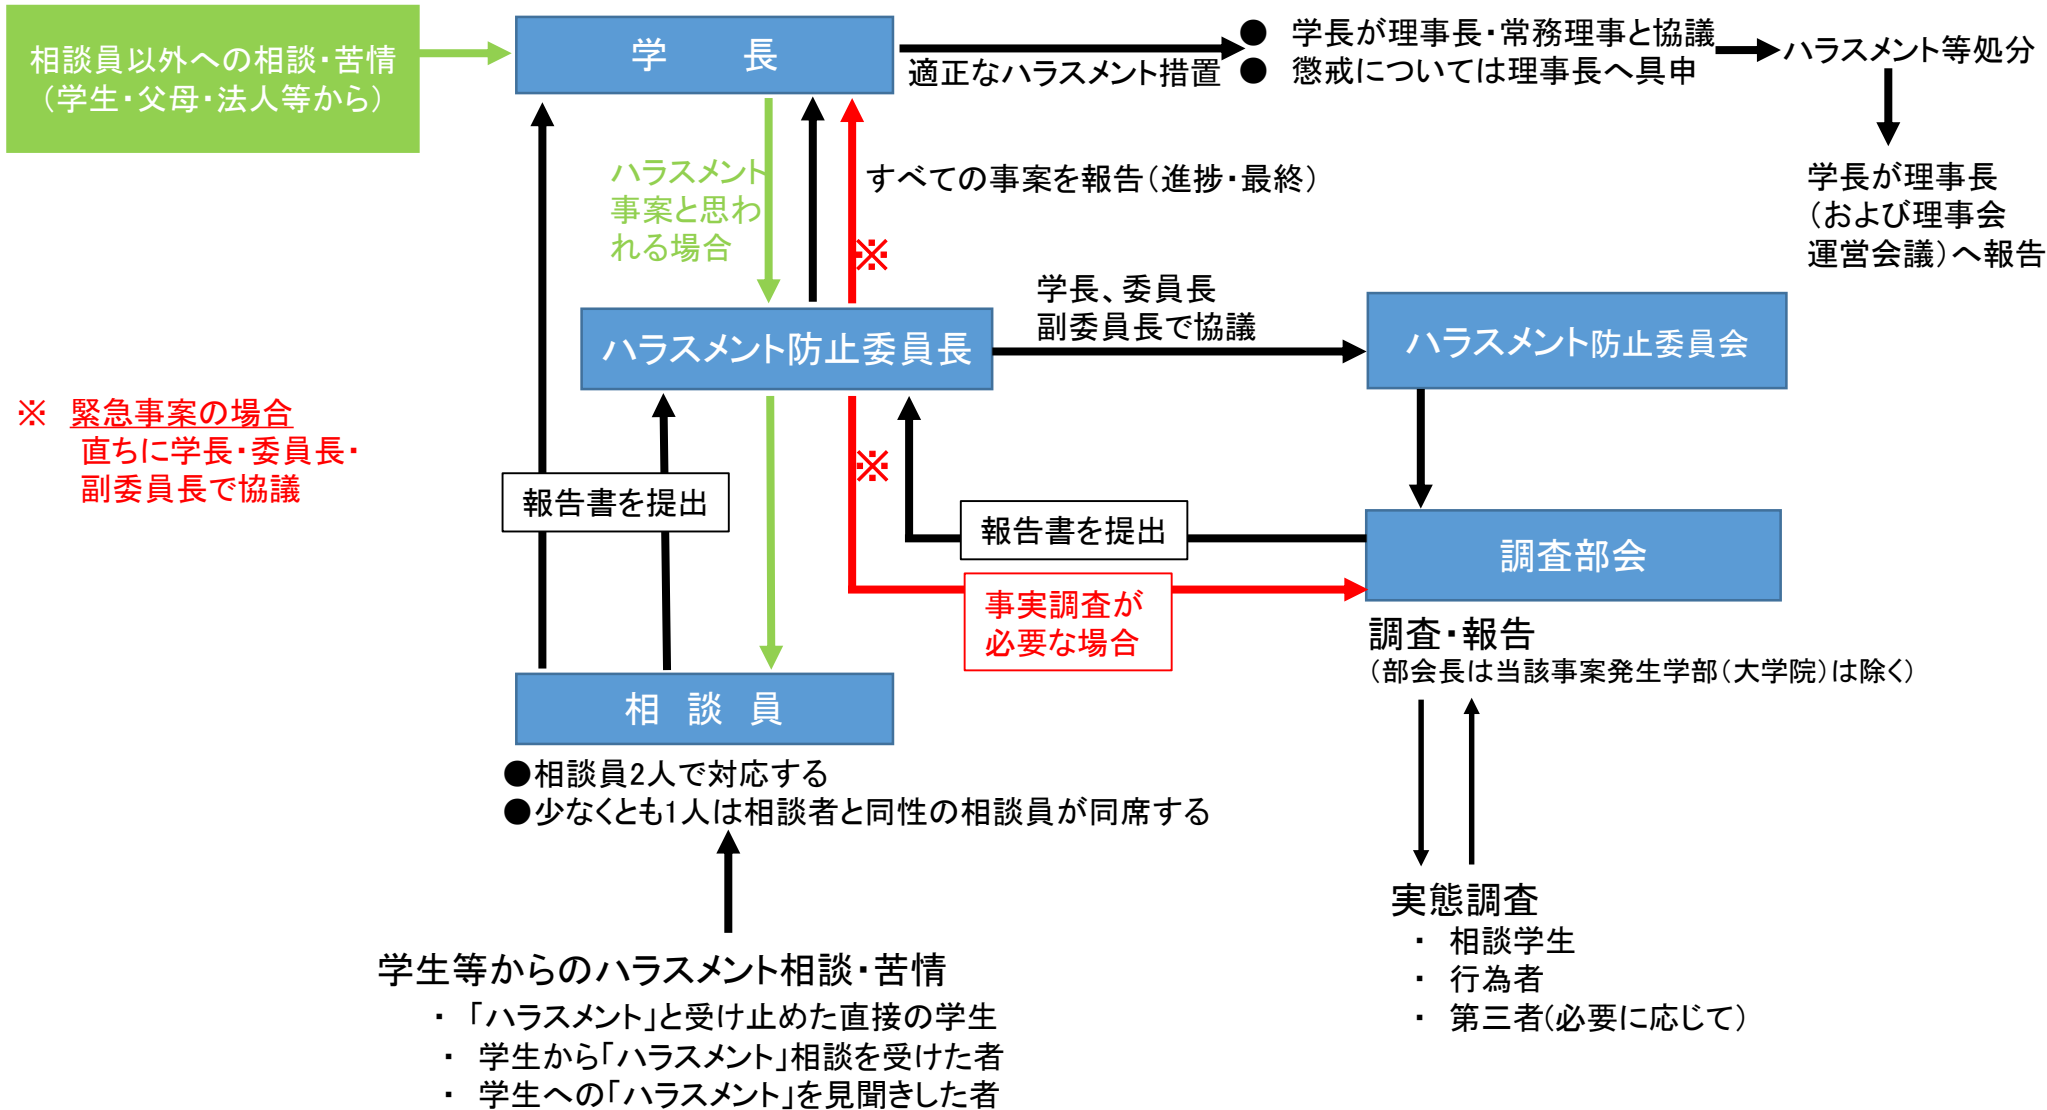 相談員以外への相談・苦情
（学生・父母・法人等から）
学　長
適正なハラスメント措置
● 学長が理事長・常務理事と協議
● 懲戒については理事長へ具申
ハラスメント等処分
学長が理事長
（および理事会
運営会議）へ報告
ハラスメント
事案と思わ
れる場合
すべての事案を報告（進捗・最終）
※
学長、委員長
副委員長で協議
ハラスメント防止委員長
ハラスメント防止委員会
※ 緊急事案の場合
直ちに学長・委員長・
副委員長で協議
※
報告書を提出
報告書を提出
調査部会
事実調査が
必要な場合
調査・報告
（部会長は当該事案発生学部（大学院）は除く）
相　談　員
●相談員2人で対応する
●少なくとも1人は相談者と同性の相談員が同席する
実態調査
・ 相談学生
・ 行為者
・ 第三者(必要に応じて）
学生等からのハラスメント相談・苦情
・ 「ハラスメント」と受け止めた直接の学生
・ 学生から「ハラスメント」相談を受けた者
・ 学生への「ハラスメント」を見聞きした者